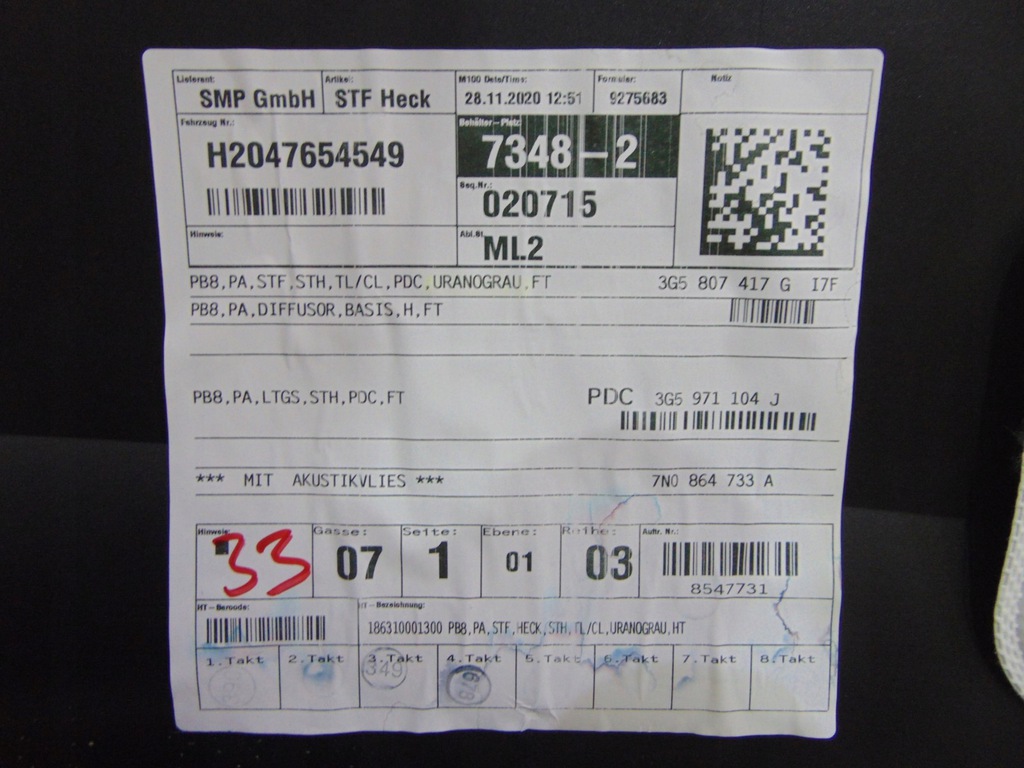 Lieferant: Artikel: M100 Date/Time: Formular: Notiz
SMP GmbH STF Heck 28.11.2020 12:51 9275683
Fahrzeug Nr.: Behälter-Platz:
H2047654549 7348-2
Seq.Nr.:
020715
Hinweis: Abl.St.
ML2
PB8,PA,STF,STH,TL/CL,PDC,URANOGRAU,FT 3G5 807 417 G I7F
PB8,PA,DIFFUSOR,BASIS,H,FT
PB8,PA,LTGS,STH,PDC,FT PDC 3G5 971 104 J
*** MIT AKUSTIKVLIES *** 7N0 864 733 A
Hinweis: Gasse: Seite: Ebene: Reihe: Auftr. Nr.:
33 07 1 01 03
8547731
HT-Barcode: HT-Bezeichnung:
186310001300 PB8,PA,STF,HECK,STH,TL/CL,URANOGRAU,HT
1.Takt 2.Takt 3.Takt 4.Takt 5.Takt 6.Takt 7.Takt 8.Takt
349 678